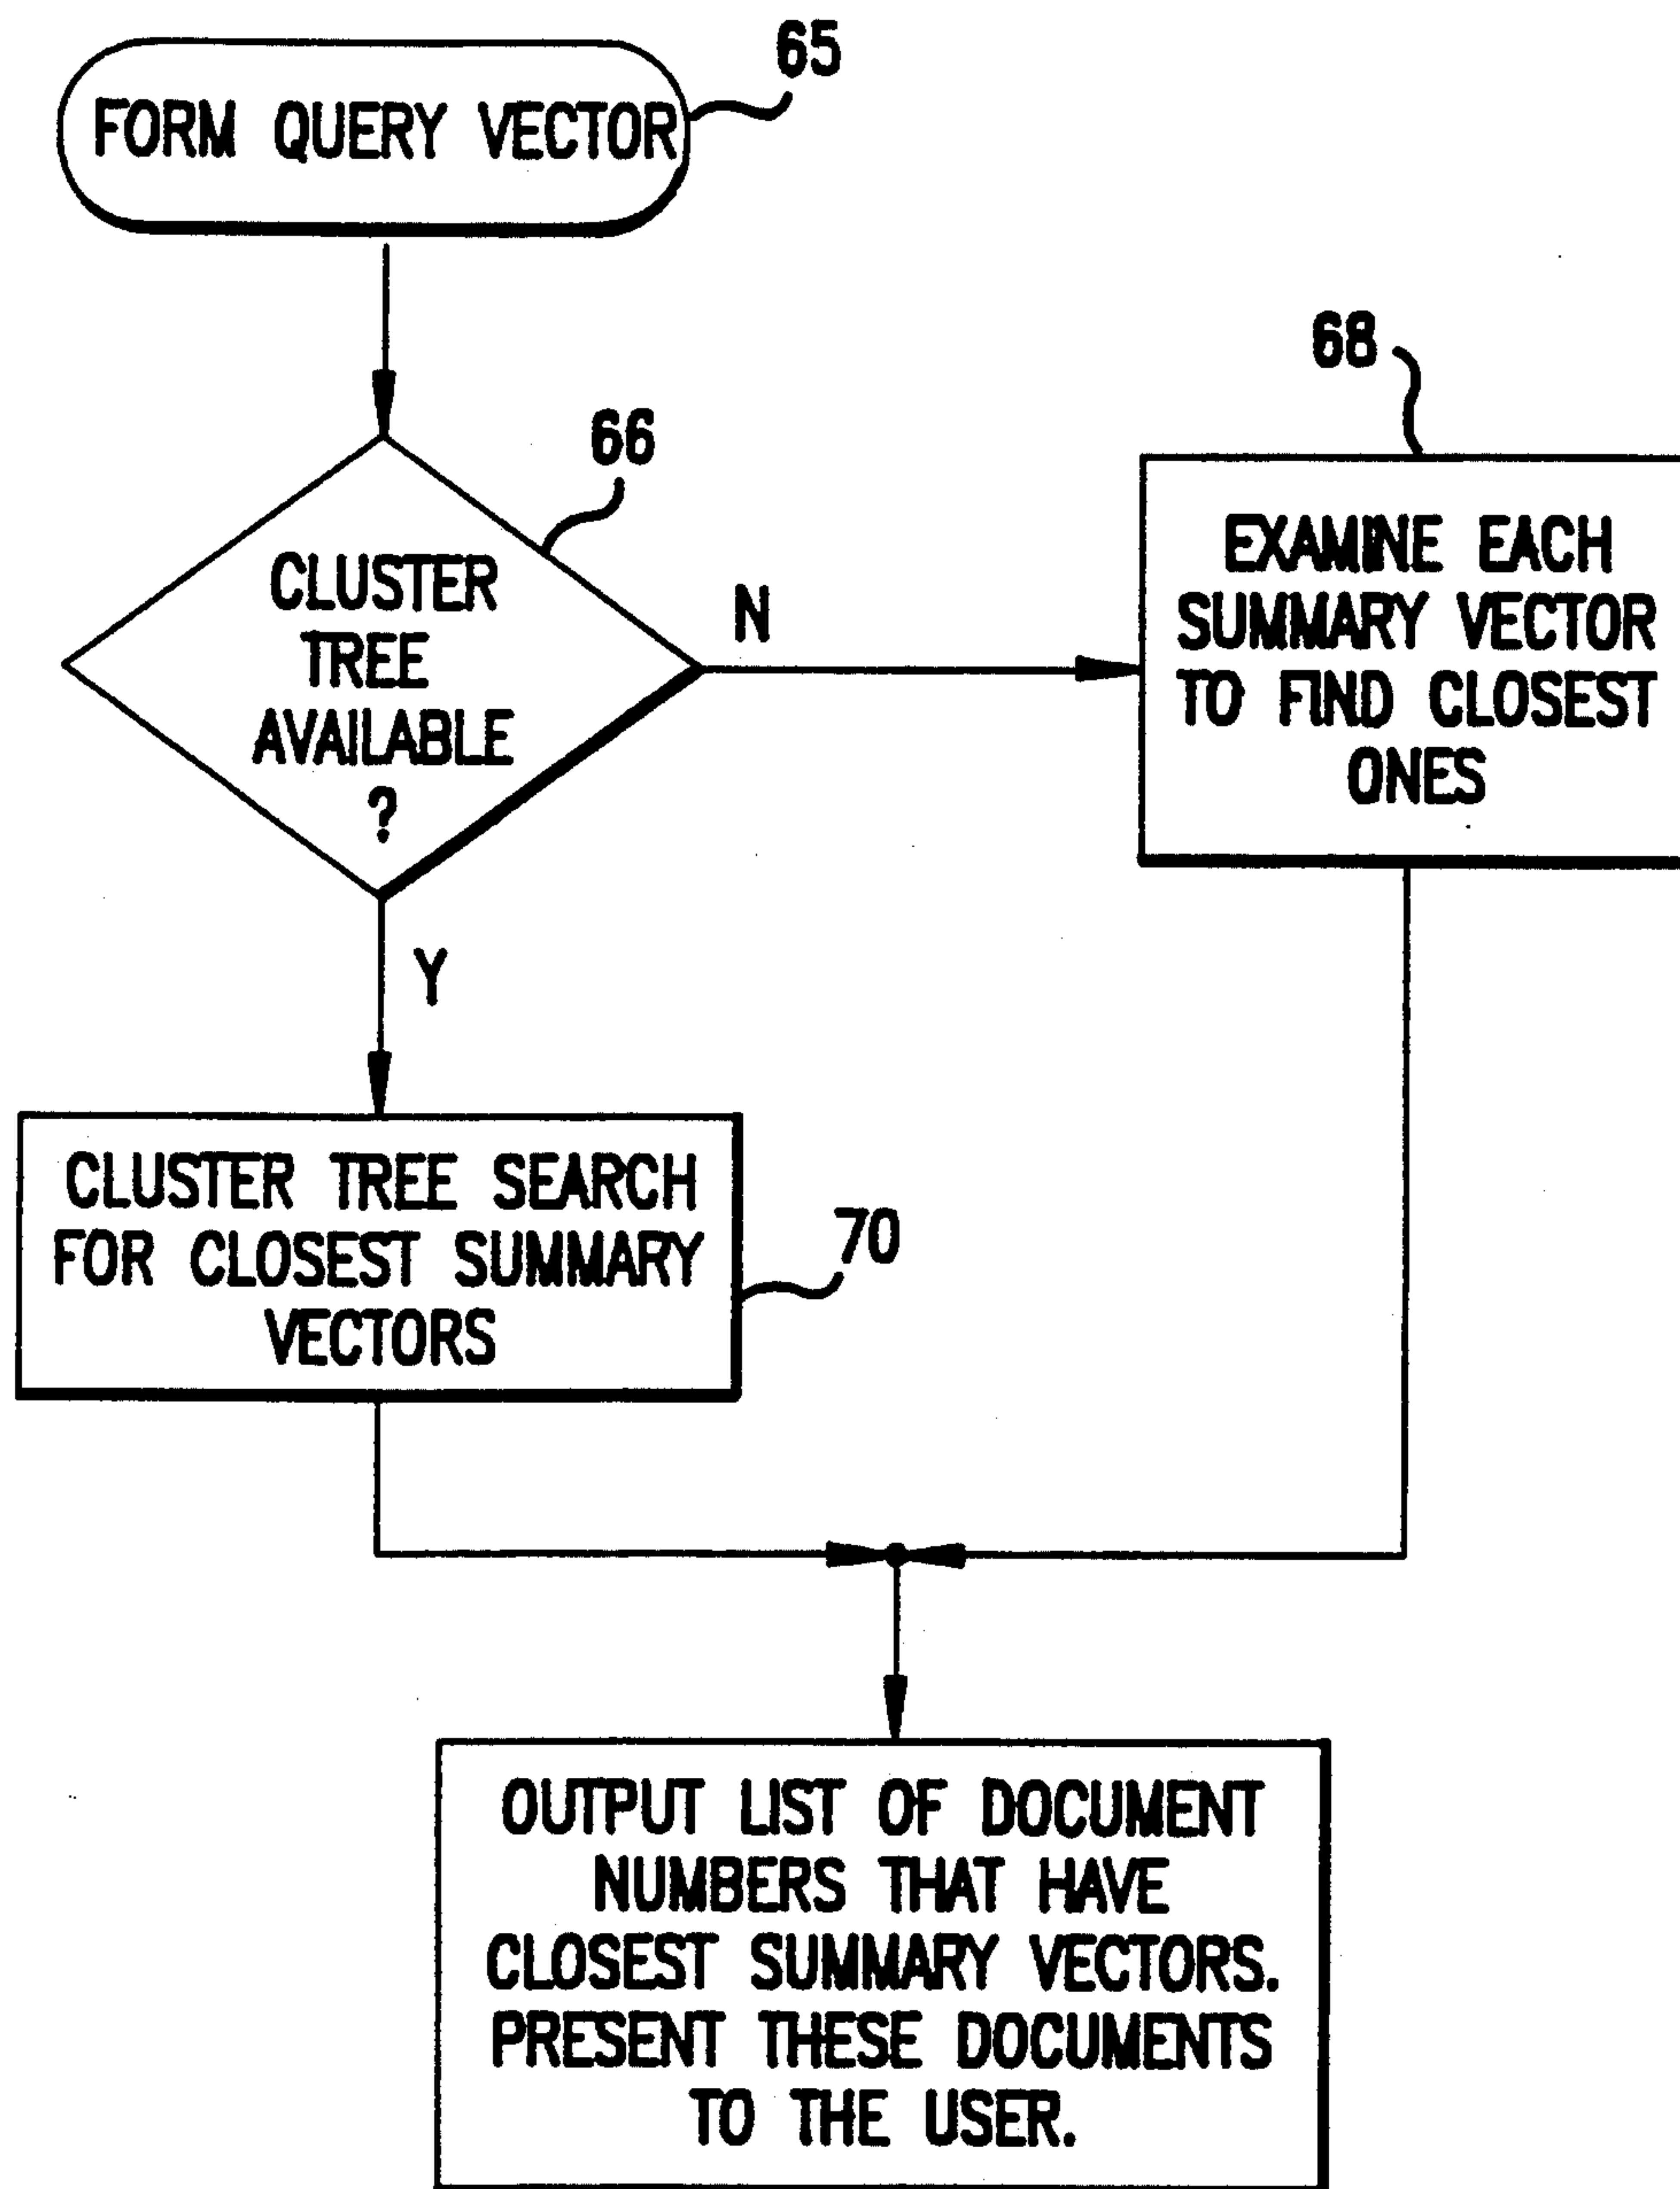 65
FORM QUERY VECTOR
66
CLUSTER
TREE
AVAILABLE
?
N
68
EXAMINE EACH
SUMMARY VECTOR
TO FIND CLOSEST
ONES
Y
CLUSTER TREE SEARCH
FOR CLOSEST SUMMARY
VECTORS
70
OUTPUT LIST OF DOCUMENT
NUMBERS THAT HAVE
CLOSEST SUMMARY VECTORS.
PRESENT THESE DOCUMENTS
TO THE USER.